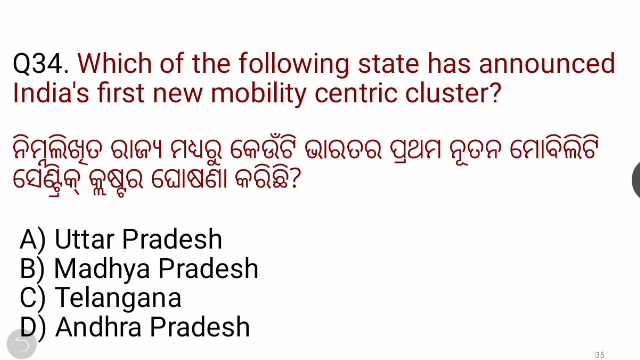 Q34. Which of the following state has announced
India's first new mobility centric cluster?
ନିମ୍ନଲିଖିତ ରାଜ୍ୟ ମଧ୍ୟରୁ କେଉଁଟି ଭାରତର ପ୍ରଥମ ନୂତନ ମୋବିଲିଟି
ସେଣ୍ଟ୍ରିକ୍ କ୍ଲଷ୍ଟର ଘୋଷଣା କରିଛି?
A) Uttar Pradesh
B) Madhya Pradesh
C) Telangana
D) Andhra Pradesh
35